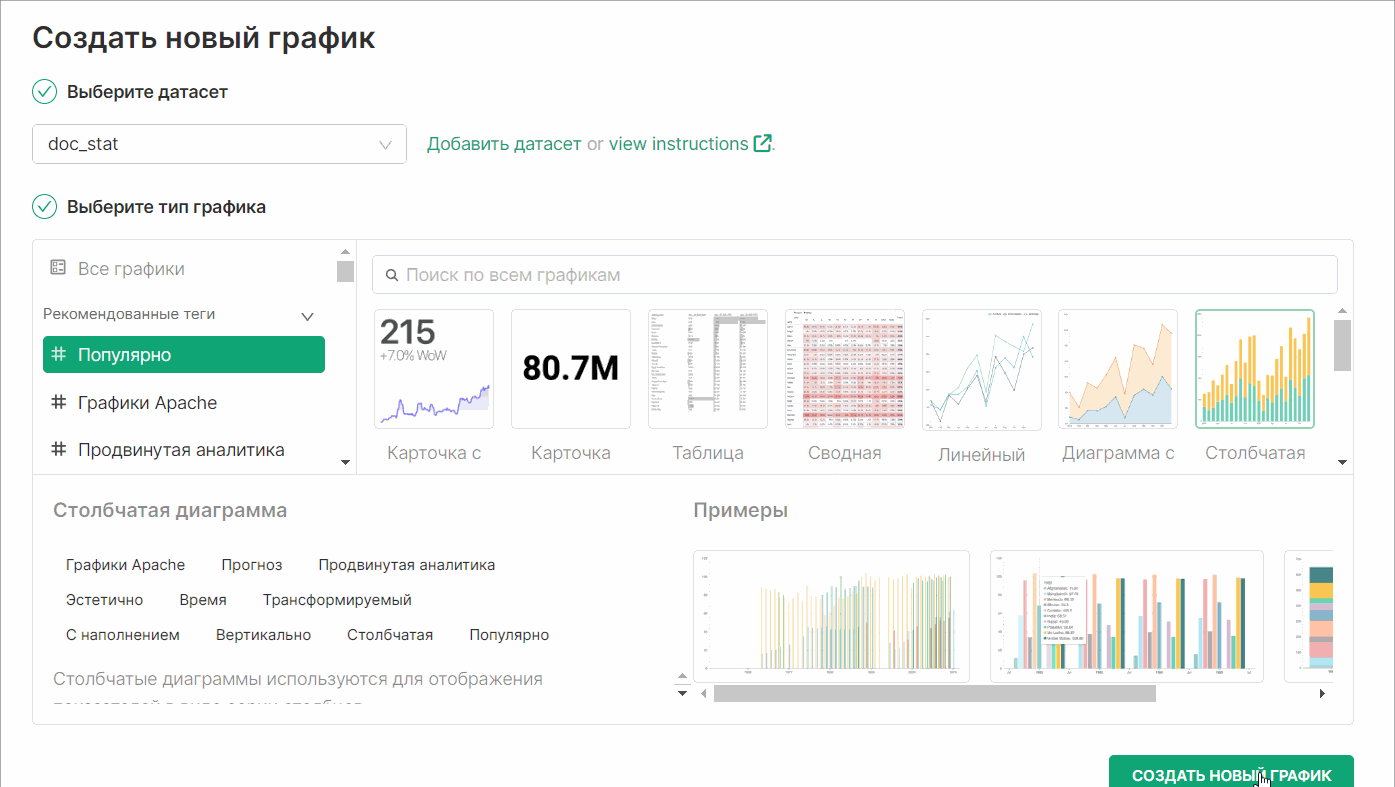 Создать новый график
Выберите датасет
doc_stat
Добавить датасет or view instructions.
Выберите тип графика
Все графики
Рекомендованные теги
# Популярно
# Графики Apache
# Продвинутая аналитика
Поиск по всем графикам
215
+7.0% WoW
80.7M
Карточка с
Карточка
Таблица
Сводная
Линейный
Диаграмма с
Столбчатая
Столбчатая диаграмма
Графики Apache Прогноз Продвинутая аналитика
Эстетично Время Трансформируемый
С наполнением Вертикально Столбчатая Популярно
Столбчатые диаграммы используются для отображения
Примеры
СОЗДАТЬ НОВЫЙ ГРАФИК